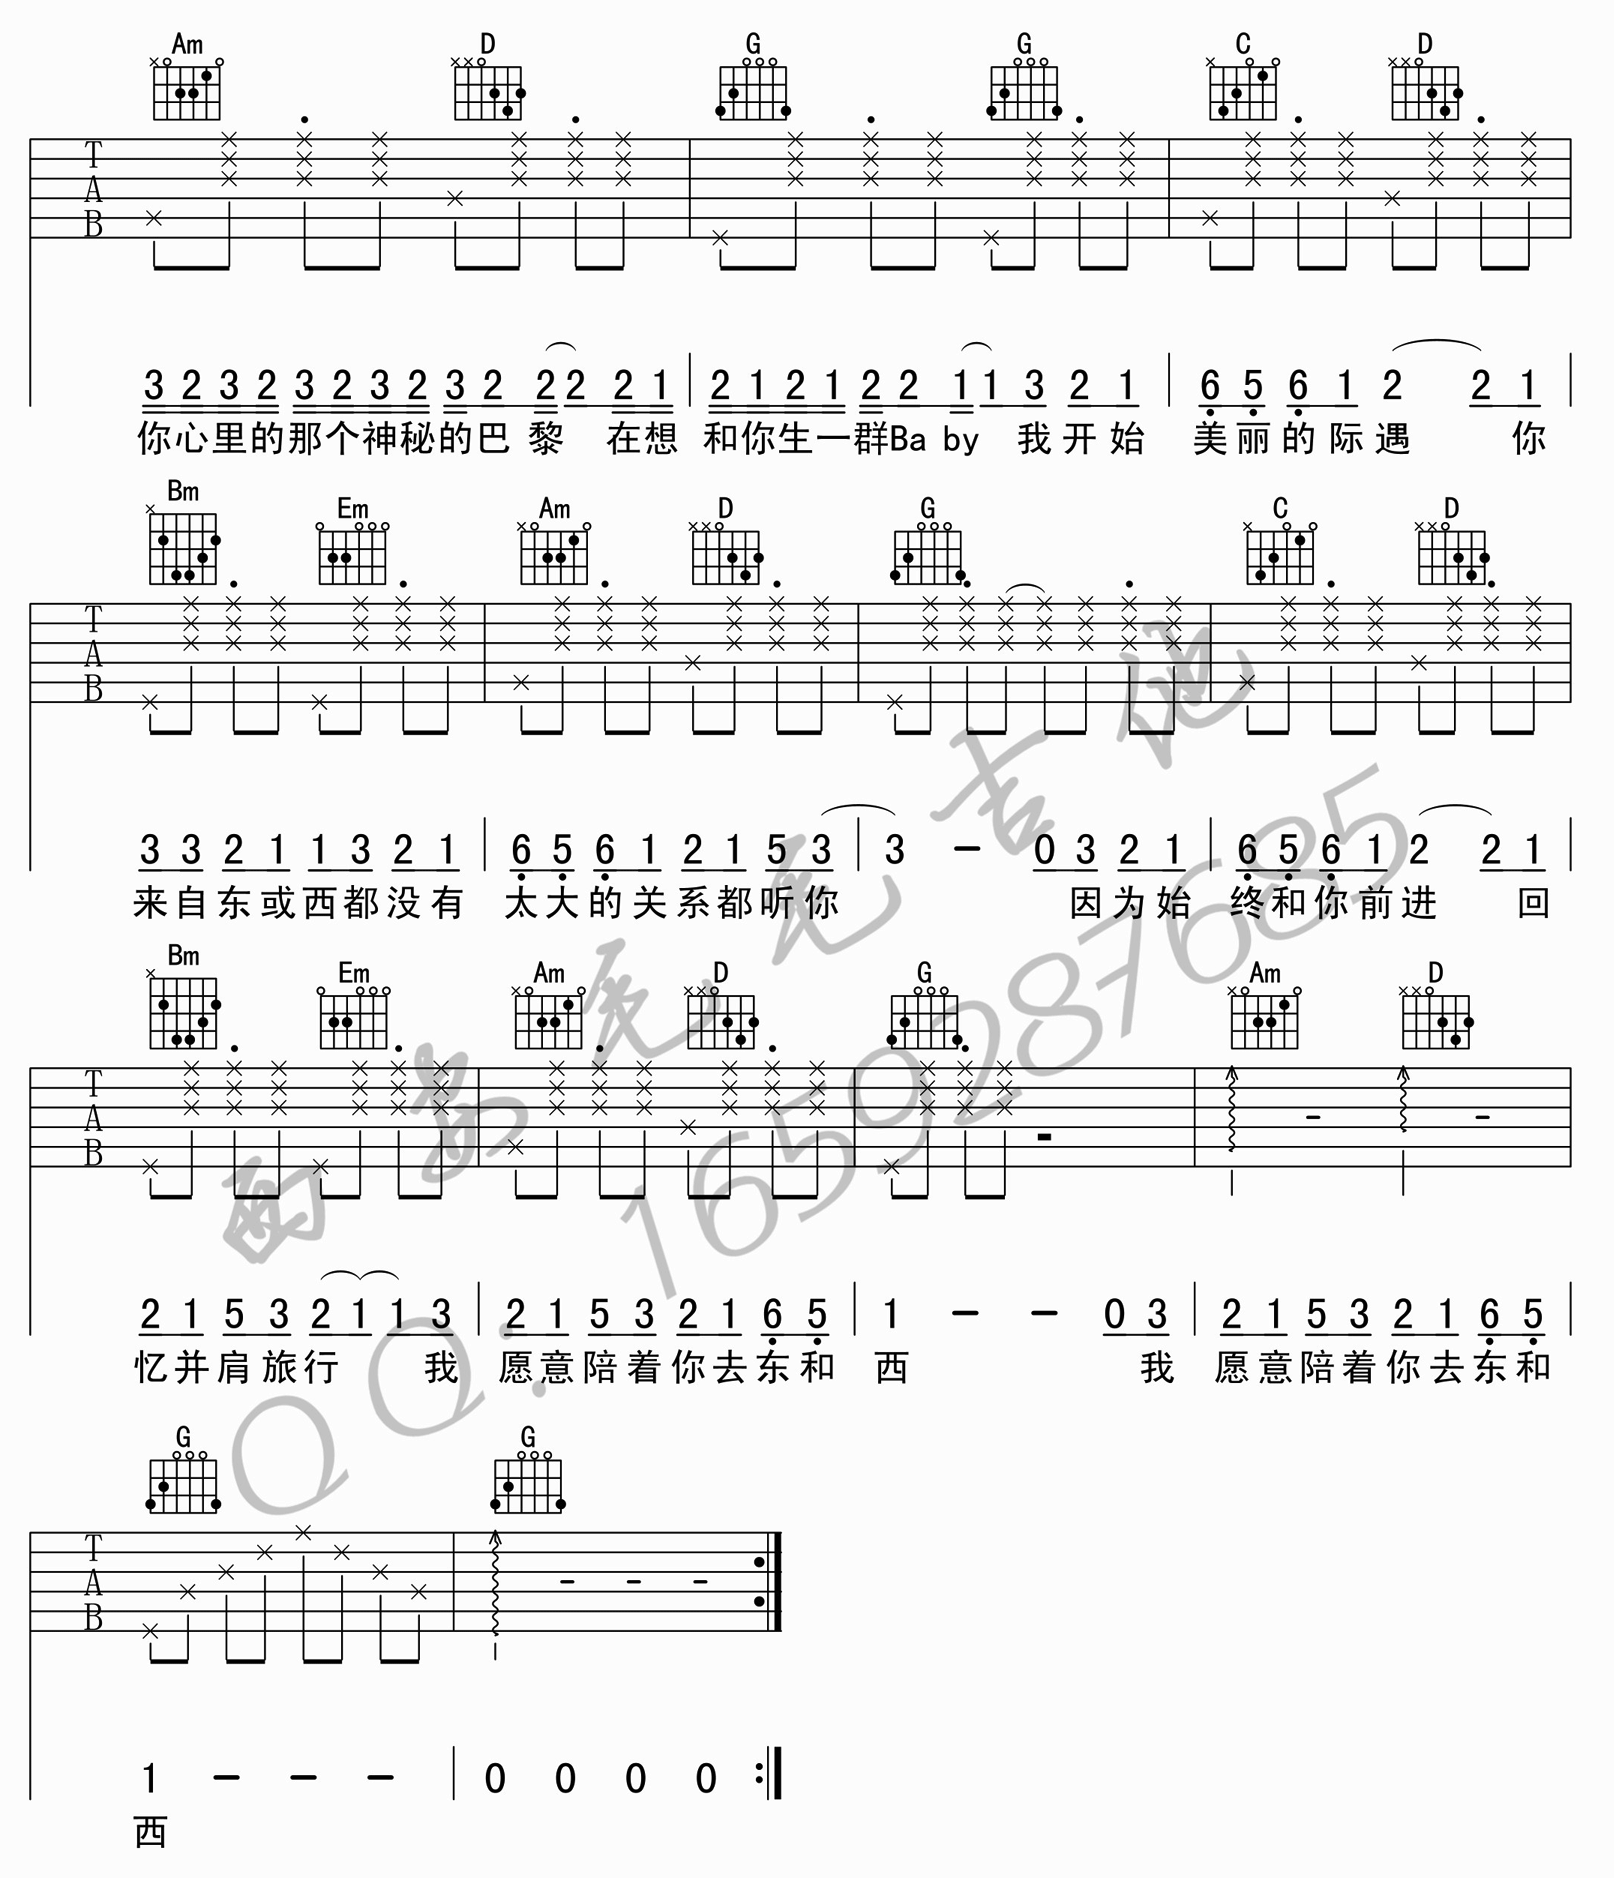 Am D G G C D
T
A
B
3 2 3 2 3 2 3 2 3 2 2 2 2 1 2 1 2 1 2 2 1 1 3 2 1 6 5 6 1 2 2 1
你心里的那个神秘的巴黎 在想 和你生一群Ba by 我开始 美丽的际遇 你
Bm Em Am D G C D
T
A
B
3 3 2 1 1 3 2 1 6 5 6 1 2 1 5 3 3 - 0 3 2 1 6 5 6 1 2 2 1
来自东或西都没有 太大的关系都听你 因为始 终和你前进 回
Bm Em Am D G Am D
T
A
B
2 1 5 3 2 1 1 3 2 1 5 3 2 1 6 5 1 - - 0 3 2 1 5 3 2 1 6 5
忆并肩旅行 我 愿意陪着你去东和 西 我 愿意陪着你去东和
G G
T
A
B
1 - - - 0 0 0 0
西
西安尾尾吉他
QQ: 1659287685